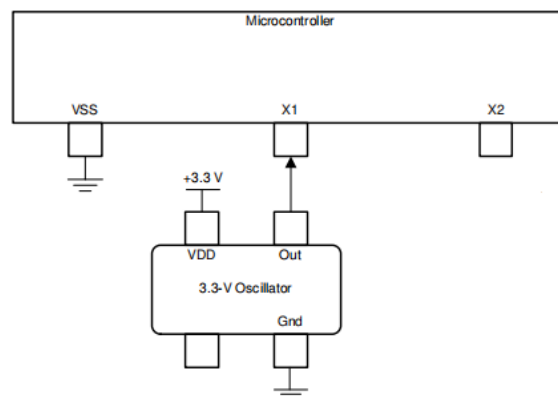 Microcontroller
VSS X1 X2
+3.3 V
VDD Out
3.3-V Oscillator
Gnd